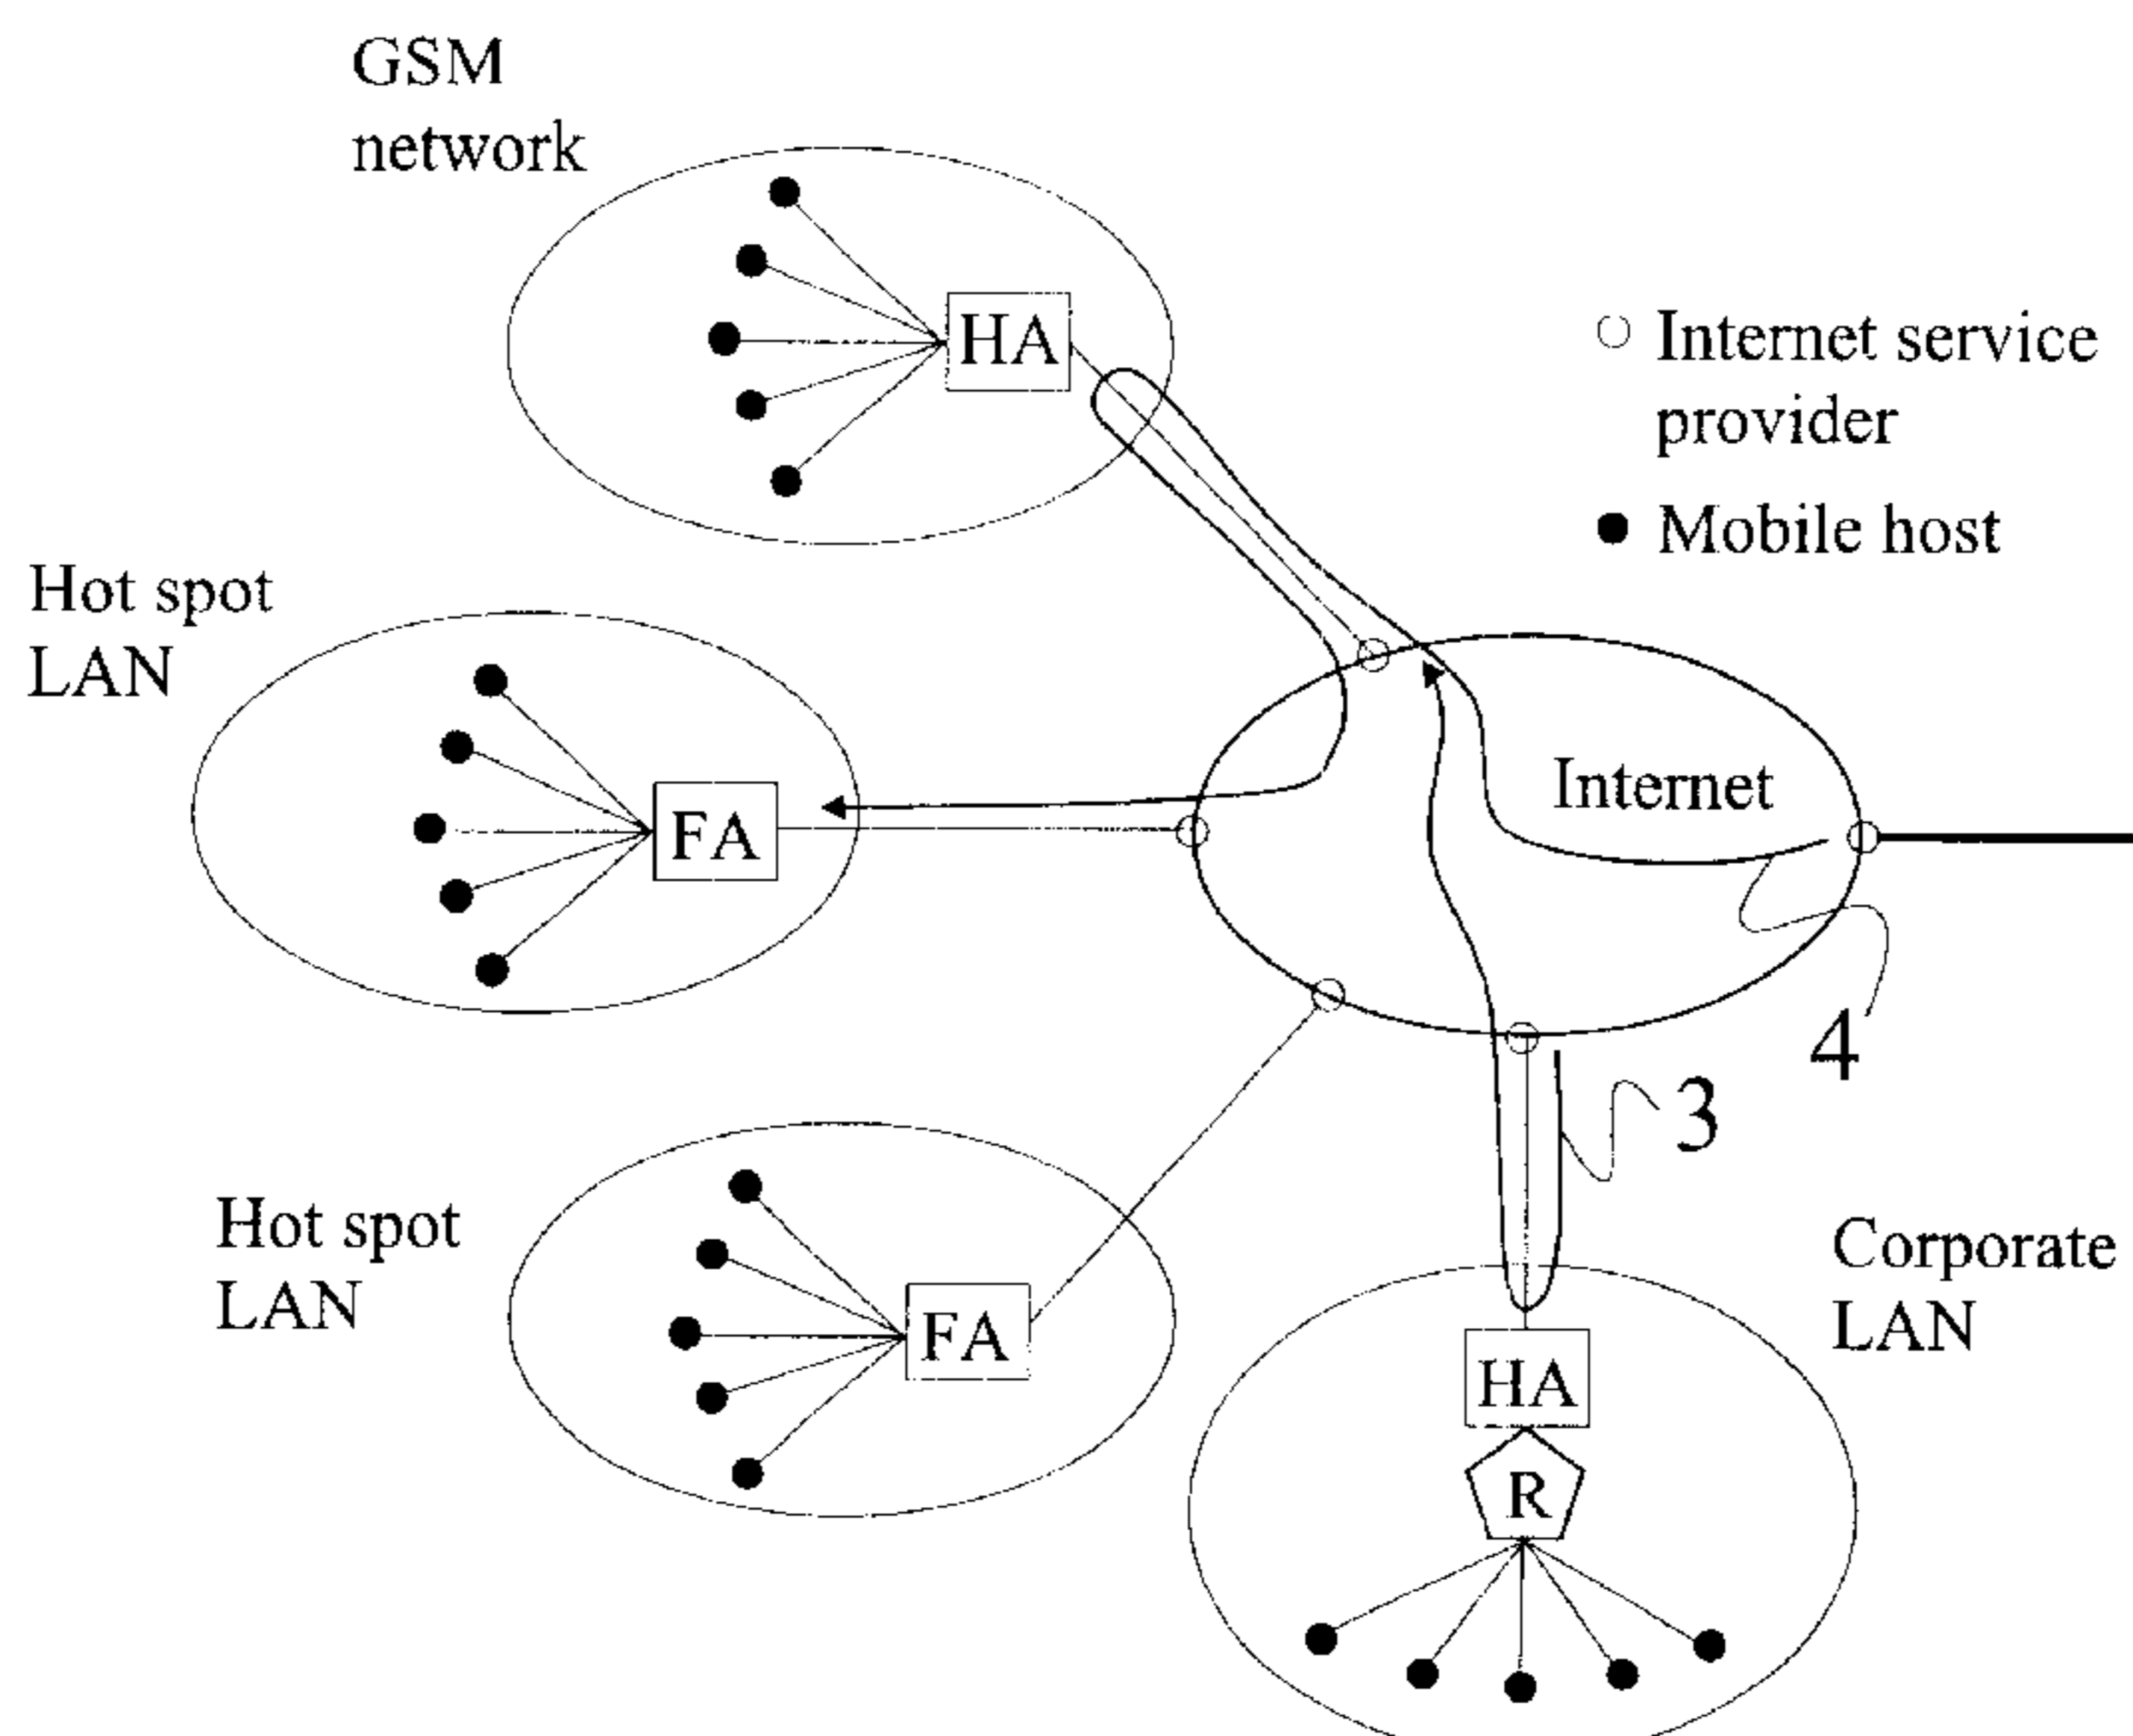 GSM
network
HA
Internet service
provider
Mobile host
Hot spot
LAN
FA
Internet
4
3
Hot spot
LAN
FA
Corporate
LAN
HA
R